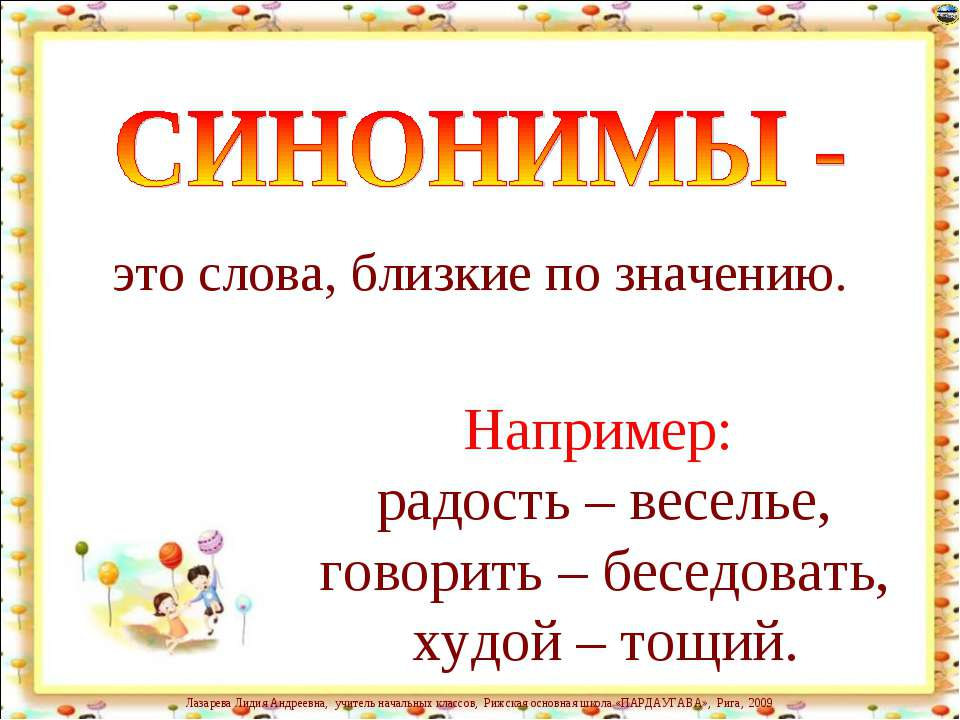 СИНОНИМЫ -
это слова, близкие по значению.
Например:
радость – веселье,
говорить – беседовать,
худой – тощий.
Лазарева Лидия Андреевна, учитель начальных классов, Рижская основная школа «ПАРДАУГАВА», Рига, 2009